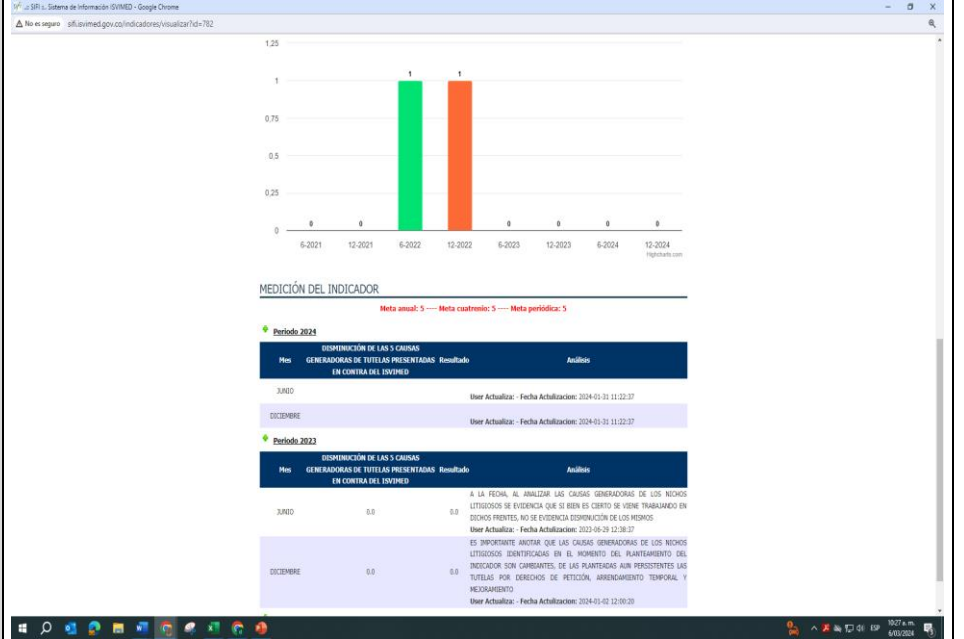 .:: SIFI ::. Sistema de Información ISVIMED - Google Chrome
No es seguro sifi.isvimed.gov.co/indicadores/visualizar?id=782
1,25
1
0,75
0,5
0,25
0
0 0 1 1 0 0 0 0
6-2021 12-2021 6-2022 12-2022 6-2023 12-2023 6-2024 12-2024
Highcharts.com
MEDICIÓN DEL INDICADOR
Meta anual: 5 ---- Meta cuatrenio: 5 ---- Meta periódica: 5
Periodo 2024
Mes DISMINUCIÓN DE LAS 5 CAUSAS GENERADORAS DE TUTELAS PRESENTADAS EN CONTRA DEL ISVIMED Resultado Análisis
JUNIO
User Actualiza: - Fecha Actulizacion: 2024-01-31 11:22:37
DICIEMBRE
User Actualiza: - Fecha Actulizacion: 2024-01-31 11:22:37
Periodo 2023
Mes DISMINUCIÓN DE LAS 5 CAUSAS GENERADORAS DE TUTELAS PRESENTADAS EN CONTRA DEL ISVIMED Resultado Análisis
JUNIO 0.0 0.0
A LA FECHA, AL ANALIZAR LAS CAUSAS GENERADORAS DE LOS NICHOS
LITIGIOSOS SE EVIDENCIA QUE SI BIEN ES CIERTO SE VIENE TRABAJANDO EN
DICHOS FRENTES, NO SE EVIDENCIA DISMINUCIÓN DE LOS MISMOS
User Actualiza: - Fecha Actulizacion: 2023-06-29 12:38:37
DICIEMBRE 0.0 0.0
ES IMPORTANTE ANOTAR QUE LAS CAUSAS GENERADORAS DE LOS NICHOS
LITIGIOSOS IDENTIFICADAS EN EL MOMENTO DEL PLANTEAMIENTO DEL
INDICADOR SON CAMBIANTES, DE LAS PLANTEADAS AUN PERSISTENTES LAS
TUTELAS POR DERECHOS DE PETICIÓN, ARRENDAMIENTO TEMPORAL Y
MEJORAMIENTO
User Actualiza: - Fecha Actulizacion: 2024-01-02 12:00:20
ESP
10:27 a. m.
6/03/2024